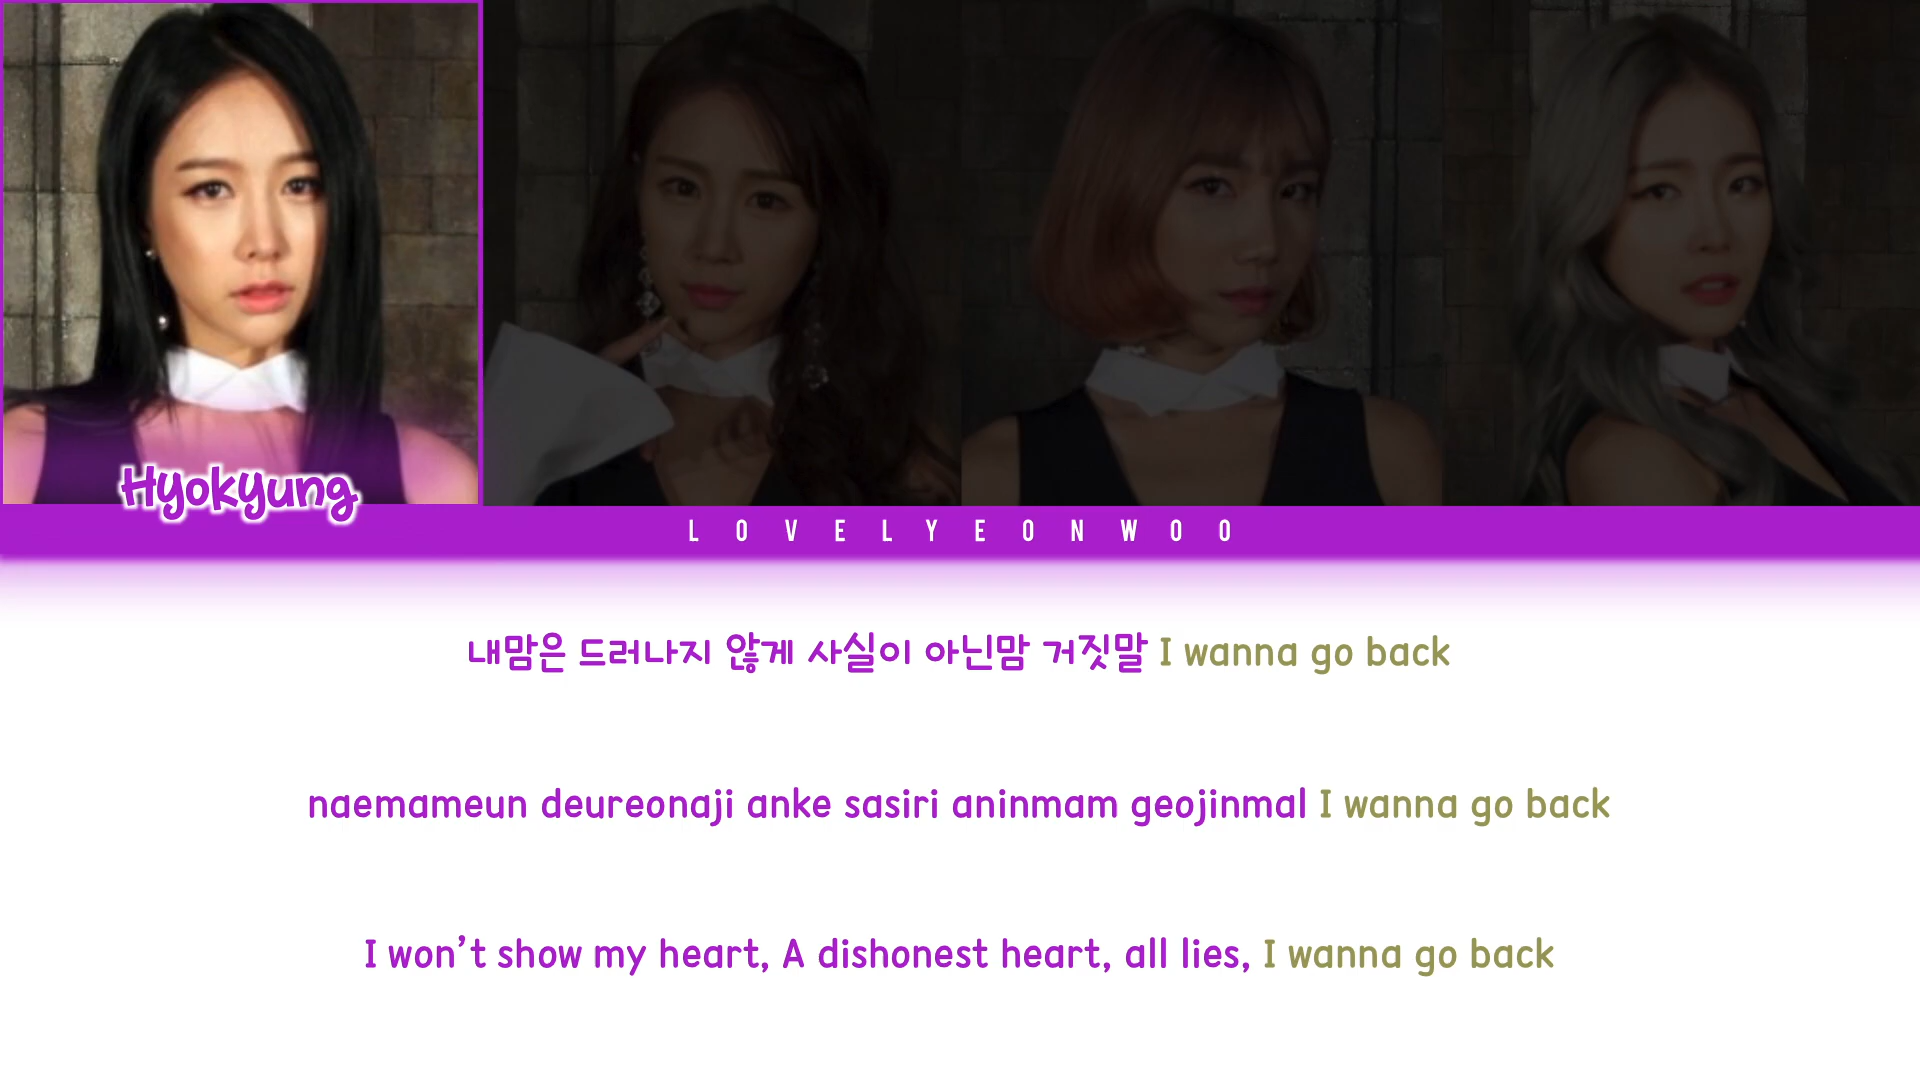 Hyokyung
LOVELYEONWOO
내맘은 드러나지 않게 사실이 아닌맘 거짓말 I wanna go back
naemameun deureonaji anke sasiri aninmam geojinmal I wanna go back
I won't show my heart, A dishonest heart, all lies, I wanna go back